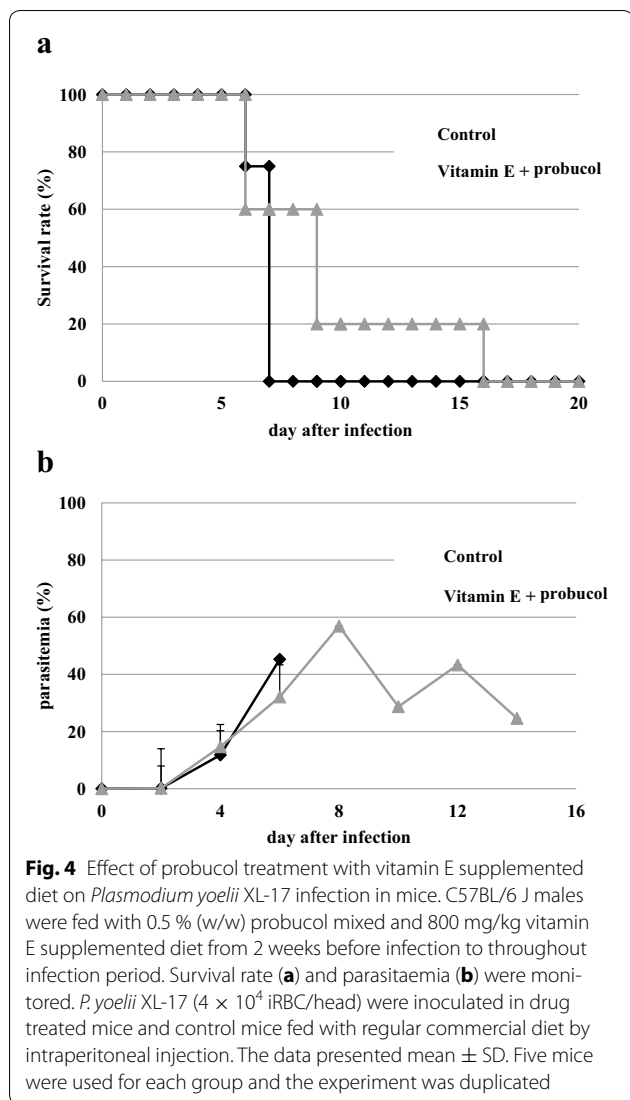 a
100
80
60
40
20
0
Survival rate (%)
Control
Vitamin E + probucol
0 5 10 15 20
day after infection
b
100
80
60
40
20
0
parasitemia (%)
Control
Vitamin E + probucol
0 4 8 12 16
day after infection
Fig. 4 Effect of probucol treatment with vitamin E supplemented
diet on Plasmodium yoelii XL-17 infection in mice. C57BL/6 J males
were fed with 0.5 % (w/w) probucol mixed and 800 mg/kg vitamin
E supplemented diet from 2 weeks before infection to throughout
infection period. Survival rate (a) and parasitaemia (b) were moni-
tored. P. yoelii XL-17 (4 × 10⁴ iRBC/head) were inoculated in drug
treated mice and control mice fed with regular commercial diet by
intraperitoneal injection. The data presented mean ± SD. Five mice
were used for each group and the experiment was duplicated